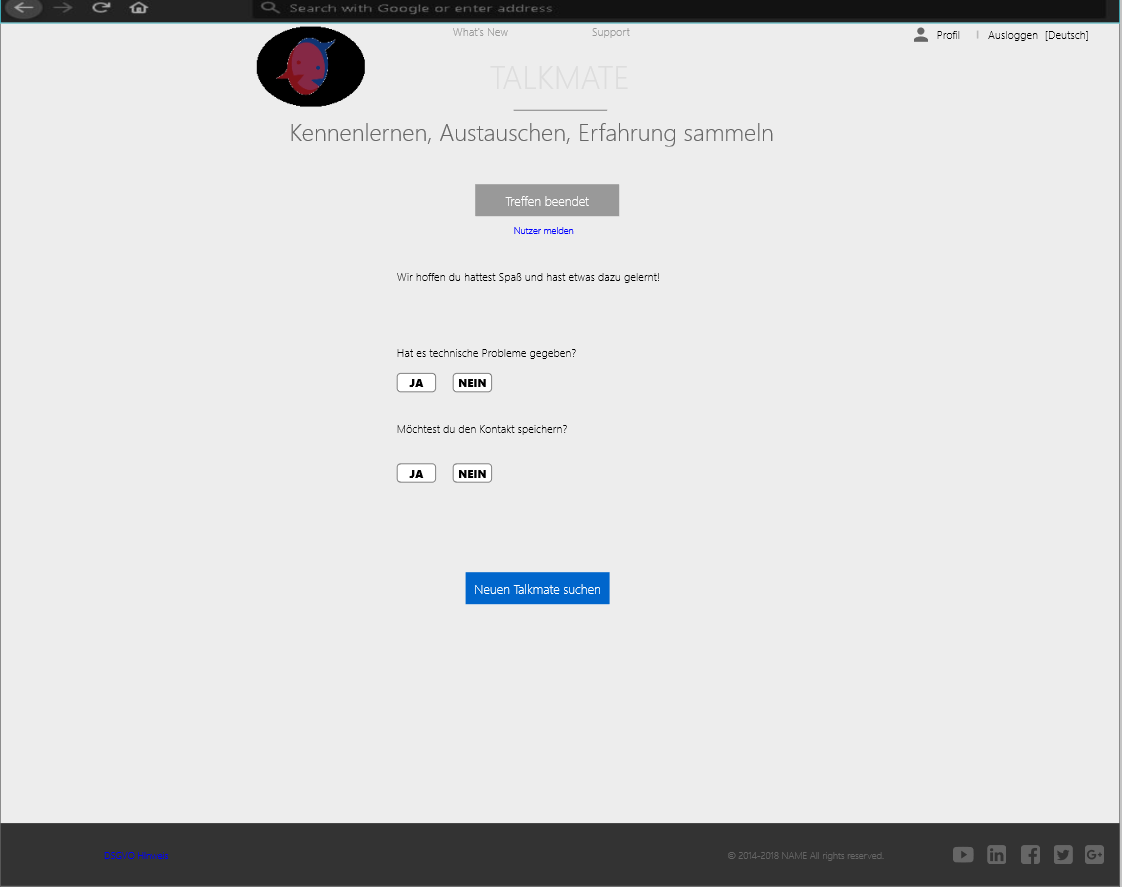 Search with Google or enter address
What's New
Support
Profil | Ausloggen [Deutsch]
TALKMATE
Kennenlernen, Austauschen, Erfahrung sammeln
Treffen beendet
Nutzer melden
Wir hoffen du hattest Spaß und hast etwas dazu gelernt!
Hat es technische Probleme gegeben?
JA NEIN
Möchtest du den Kontakt speichern?
JA NEIN
Neuen Talkmate suchen
DSGVO Hinweis
© 2014-2018 NAME All rights reserved.